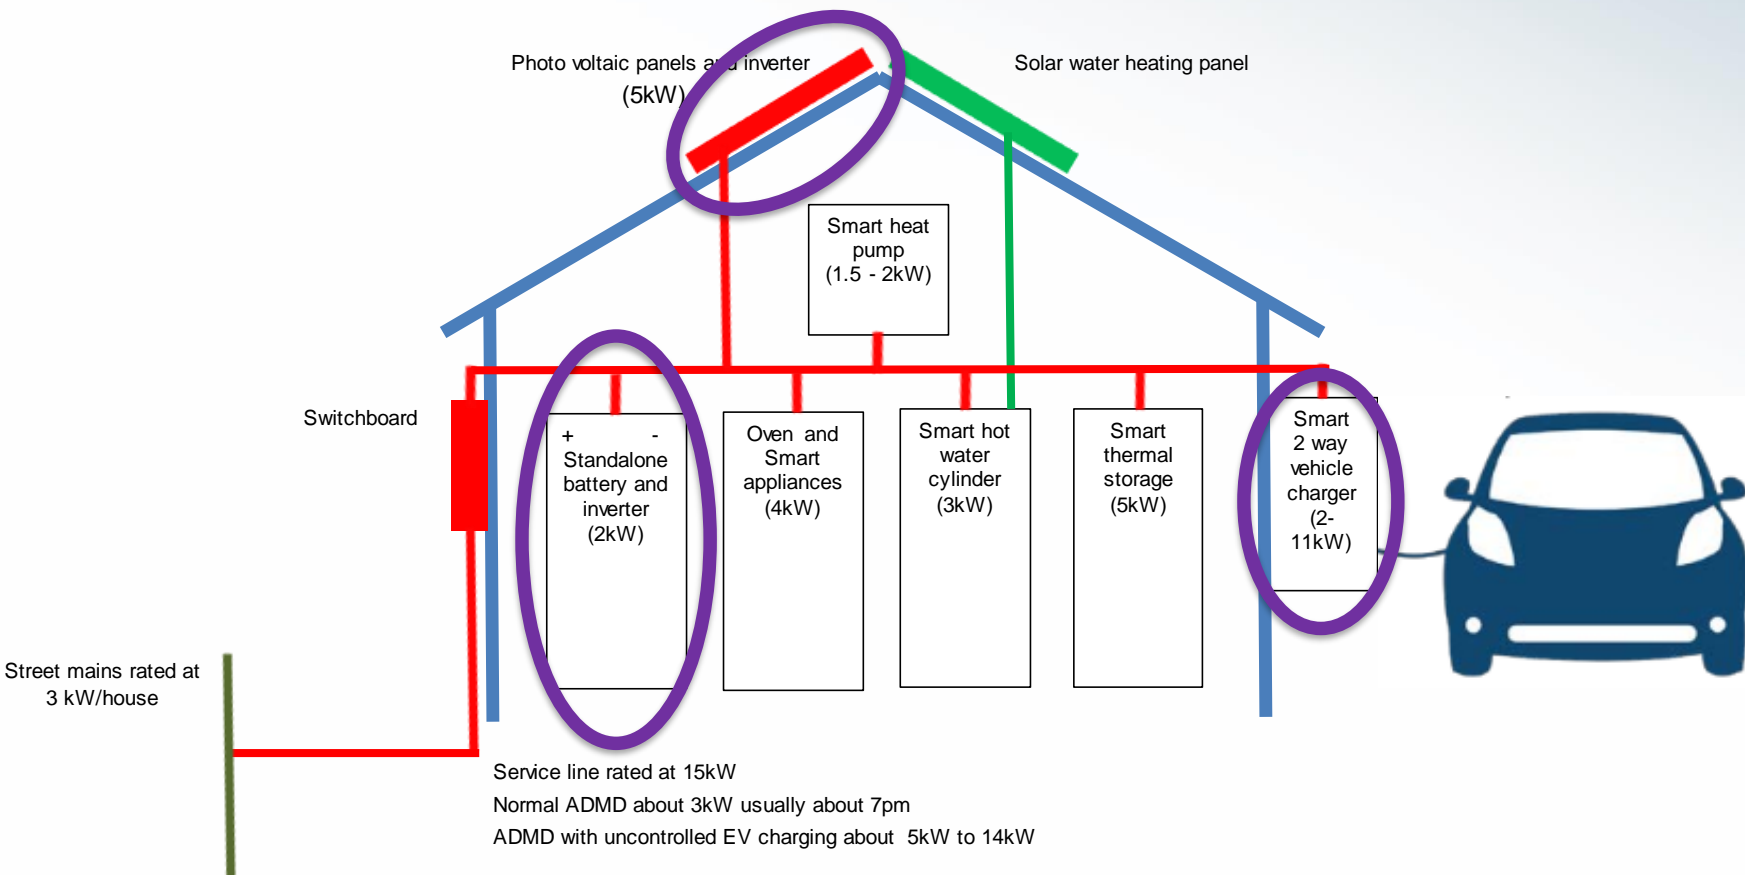 Photo voltaic panels and inverter
(5kW)
Solar water heating panel
Smart heat
pump
(1.5 - 2kW)
Switchboard
+ -
Standalone
battery and
inverter
(2kW)
Oven and
Smart
appliances
(4kW)
Smart hot
water
cylinder
(3kW)
Smart
thermal
storage
(5kW)
Smart
2 way
vehicle
charger
(2-
11kW)
Street mains rated at
3 kW/house
Service line rated at 15kW
Normal ADMD about 3kW usually about 7pm
ADMD with uncontrolled EV charging about 5kW to 14kW